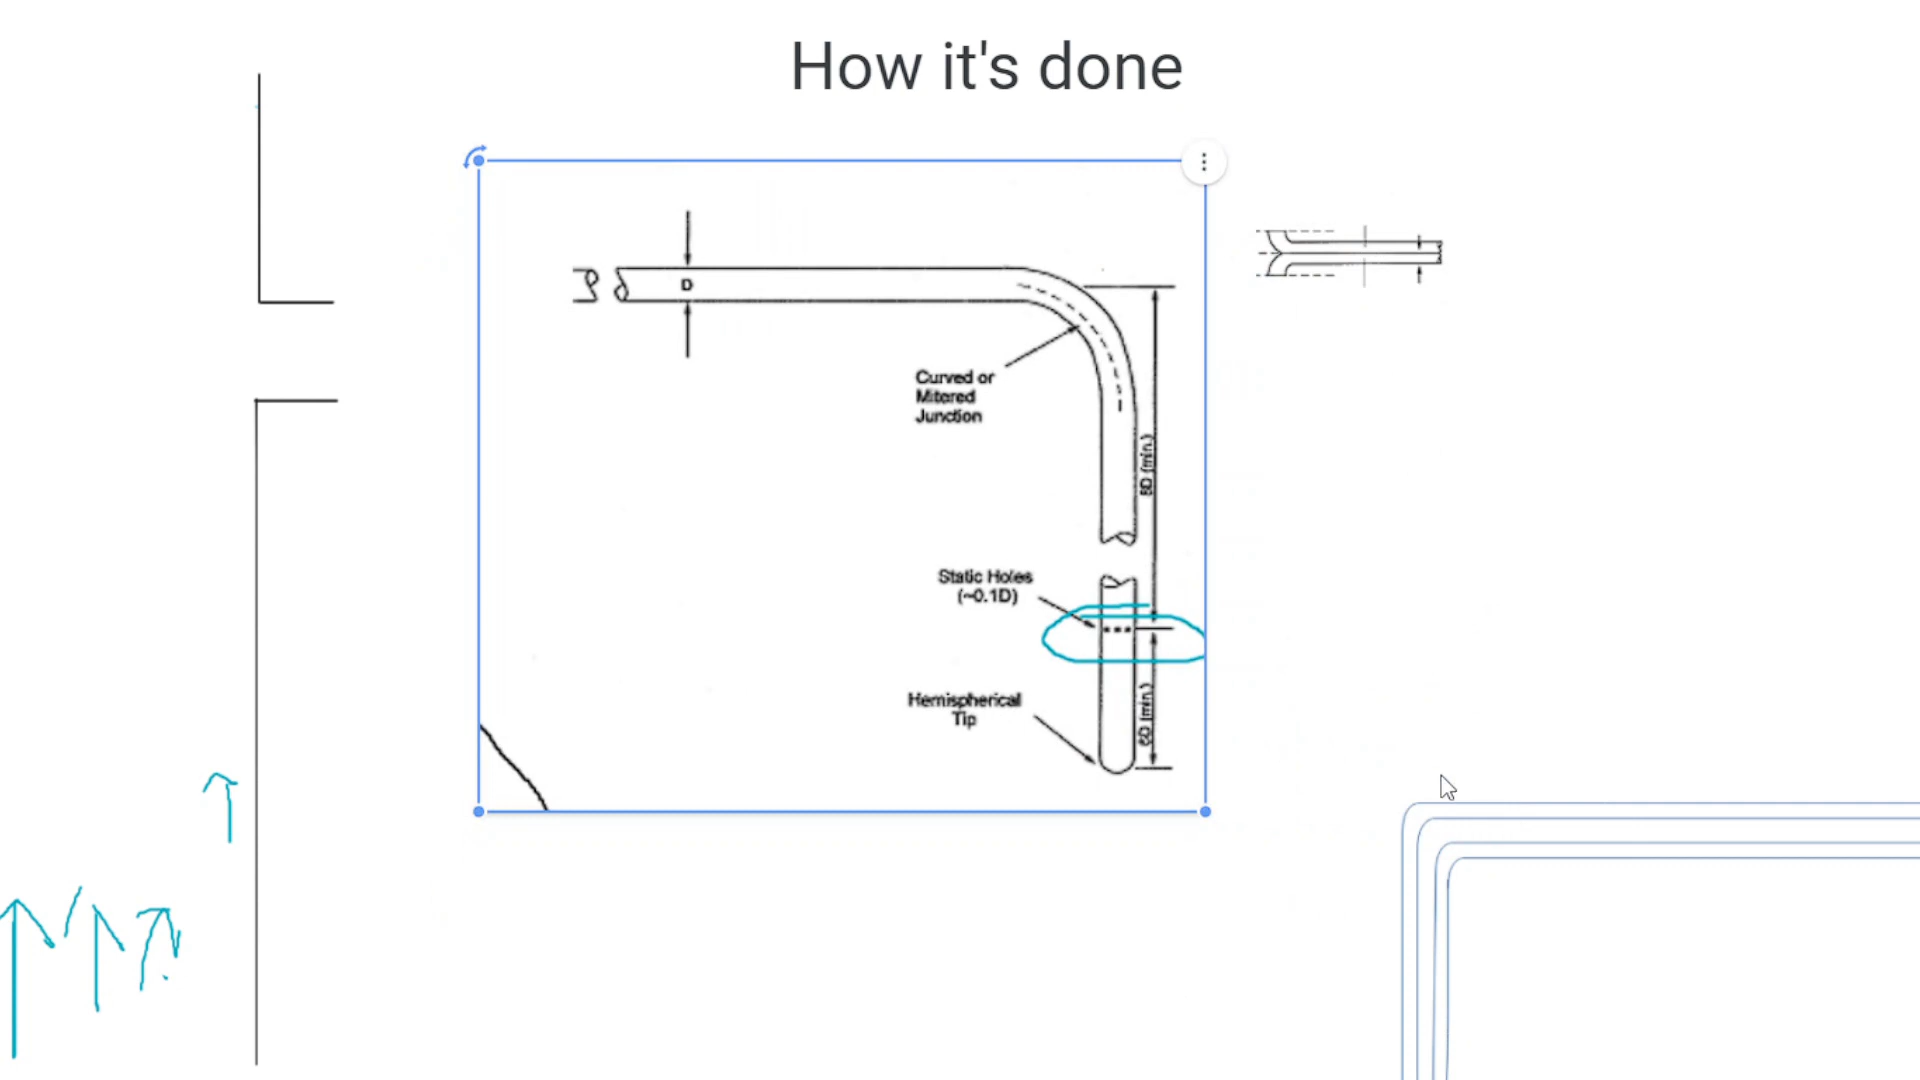 How it's done
D
Curved or
Mitered
Junction
8D (min.)
Static Holes
(~0.1D)
Hemispherical
Tip
6D (min.)